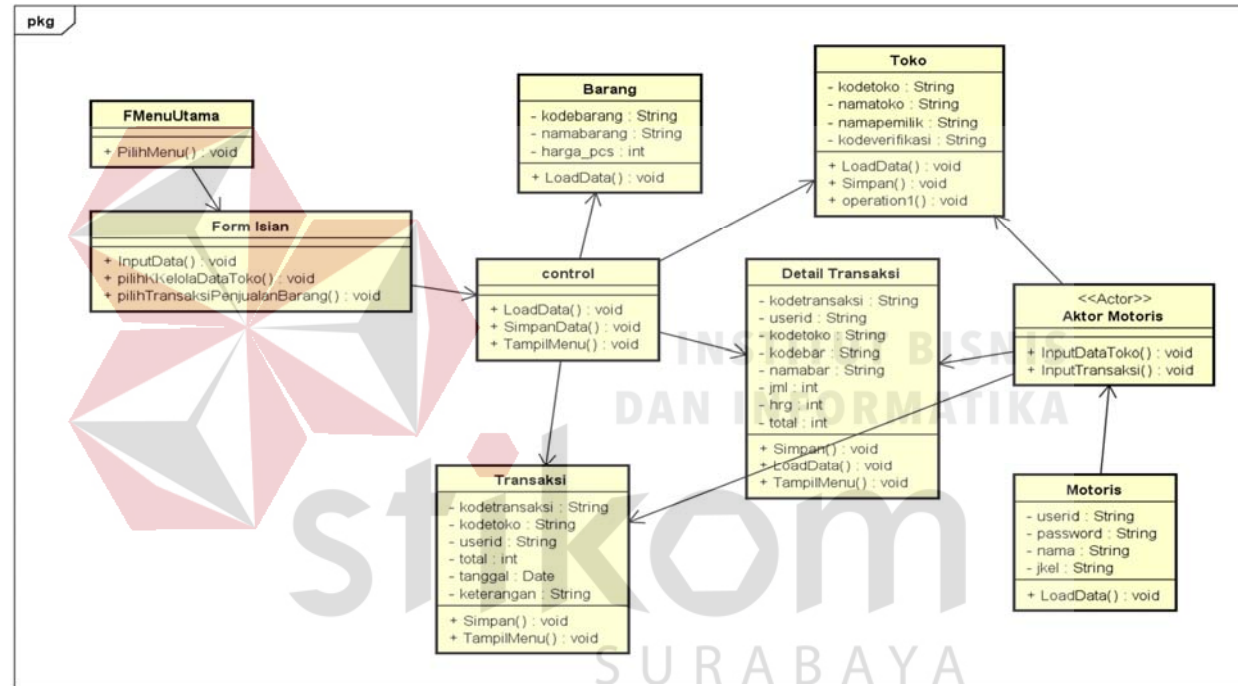 pkg
FMenuUtama
+ PilihMenu() : void
Form Isian
+ InputData() : void
+ pilihKKelolaDataToko() : void
+ pilihTransaksiPenjualanBarang() : void
Barang
- kodebarang : String
- namabarang : String
- harga_pcs : int
+ LoadData() : void
Toko
- kodetoko : String
- namatoko : String
- namapemilik : String
- kodeverifikasi : String
+ LoadData() : void
+ Simpan() : void
+ operation1() : void
control
+ LoadData() : void
+ SimpanData() : void
+ TampilMenu() : void
Detail Transaksi
- kodetransaksi : String
- userid : String
- kodetoko : String
- kodebar : String
- namabar : String
- jml : int
- hrg : int
- total : int
+ Simpan() : void
+ LoadData() : void
+ TampilMenu() : void
<<Actor>>
Aktor Motoris
+ InputDataToko() : void
+ InputTransaksi() : void
Transaksi
- kodetransaksi : String
- kodetoko : String
- userid : String
- total : int
- tanggal : Date
- keterangan : String
+ Simpan() : void
+ TampilMenu() : void
Motoris
- userid : String
- password : String
- nama : String
- jkel : String
+ LoadData() : void
INSTITUT BISNIS
DAN INFORMATIKA
stikom
SURABAYA